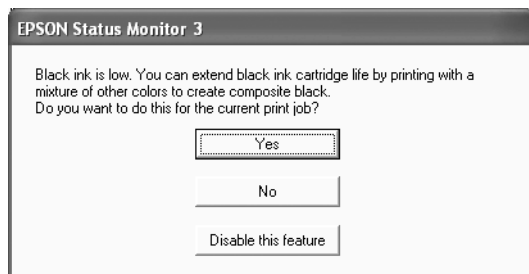 EPSON Status Monitor 3
Black ink is low. You can extend black ink cartridge life by printing with a
mixture of other colors to create composite black.
Do you want to do this for the current print job?
Yes
No
Disable this feature